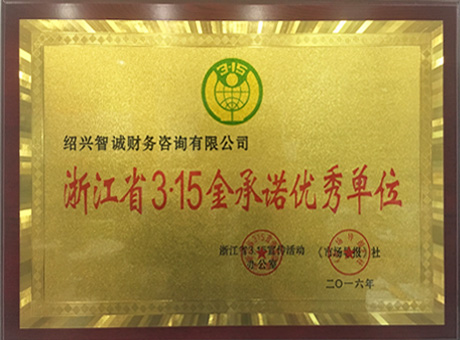 3·15
绍兴智诚财务咨询有限公司
浙江省3·15金承诺优秀单位
浙江省3.15宣传活动 《市场导报》社
办公室
二〇一六年